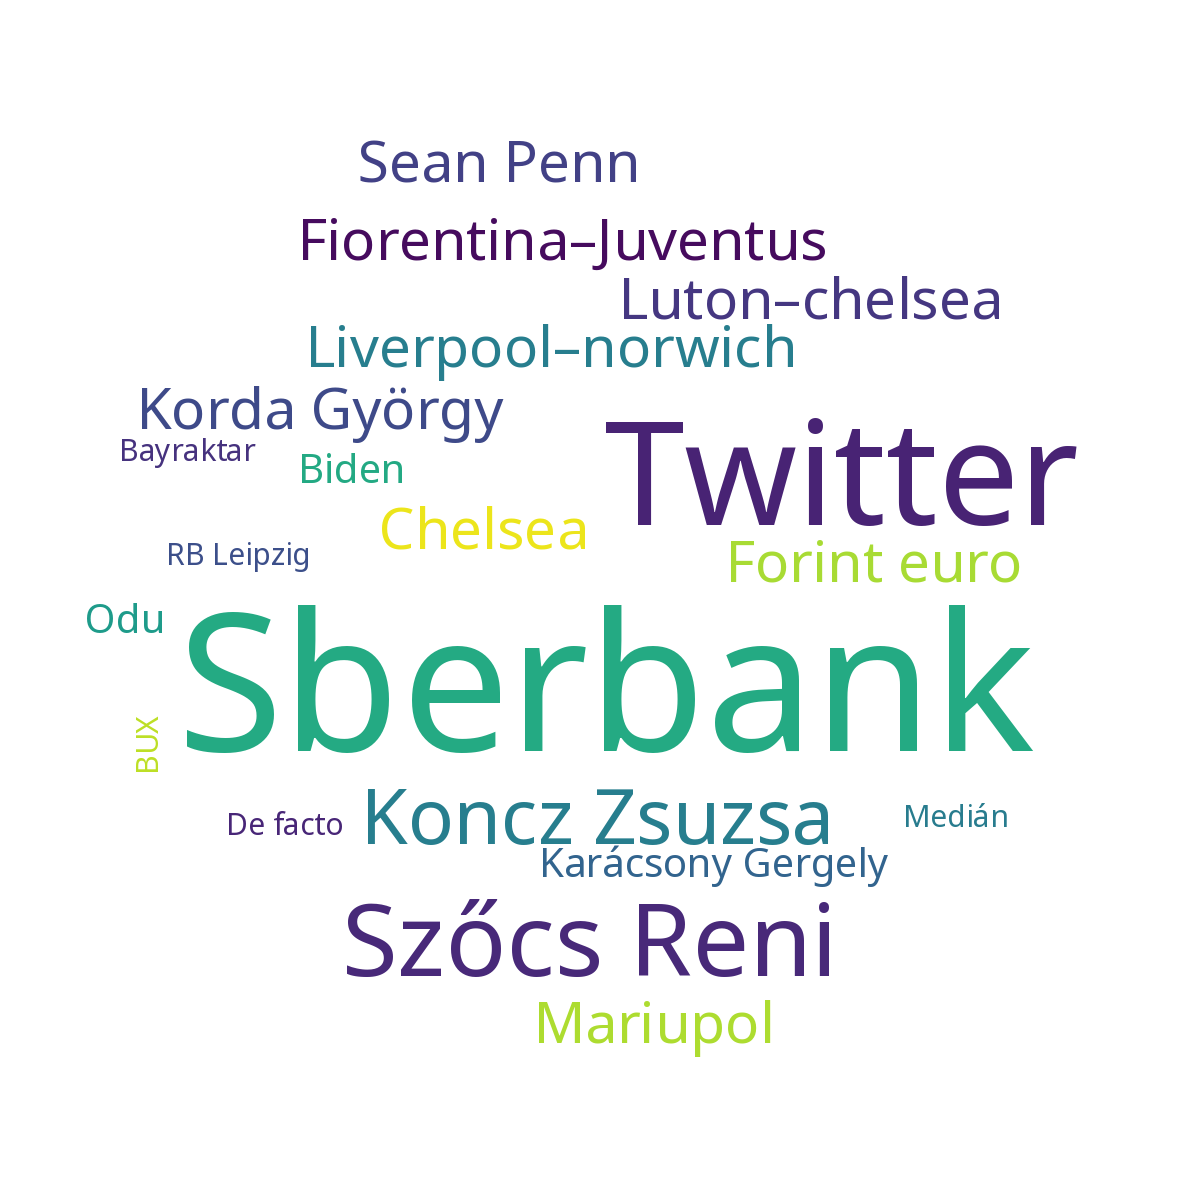 Sean Penn
Fiorentina–Juventus
Luton–chelsea
Liverpool–norwich
Korda György
Twitter
Bayraktar
Biden
Chelsea
Forint euro
RB Leipzig
Odu
Sberbank
BUX
De facto
Koncz Zsuzsa
Medián
Karácsony Gergely
Szőcs Reni
Mariupol